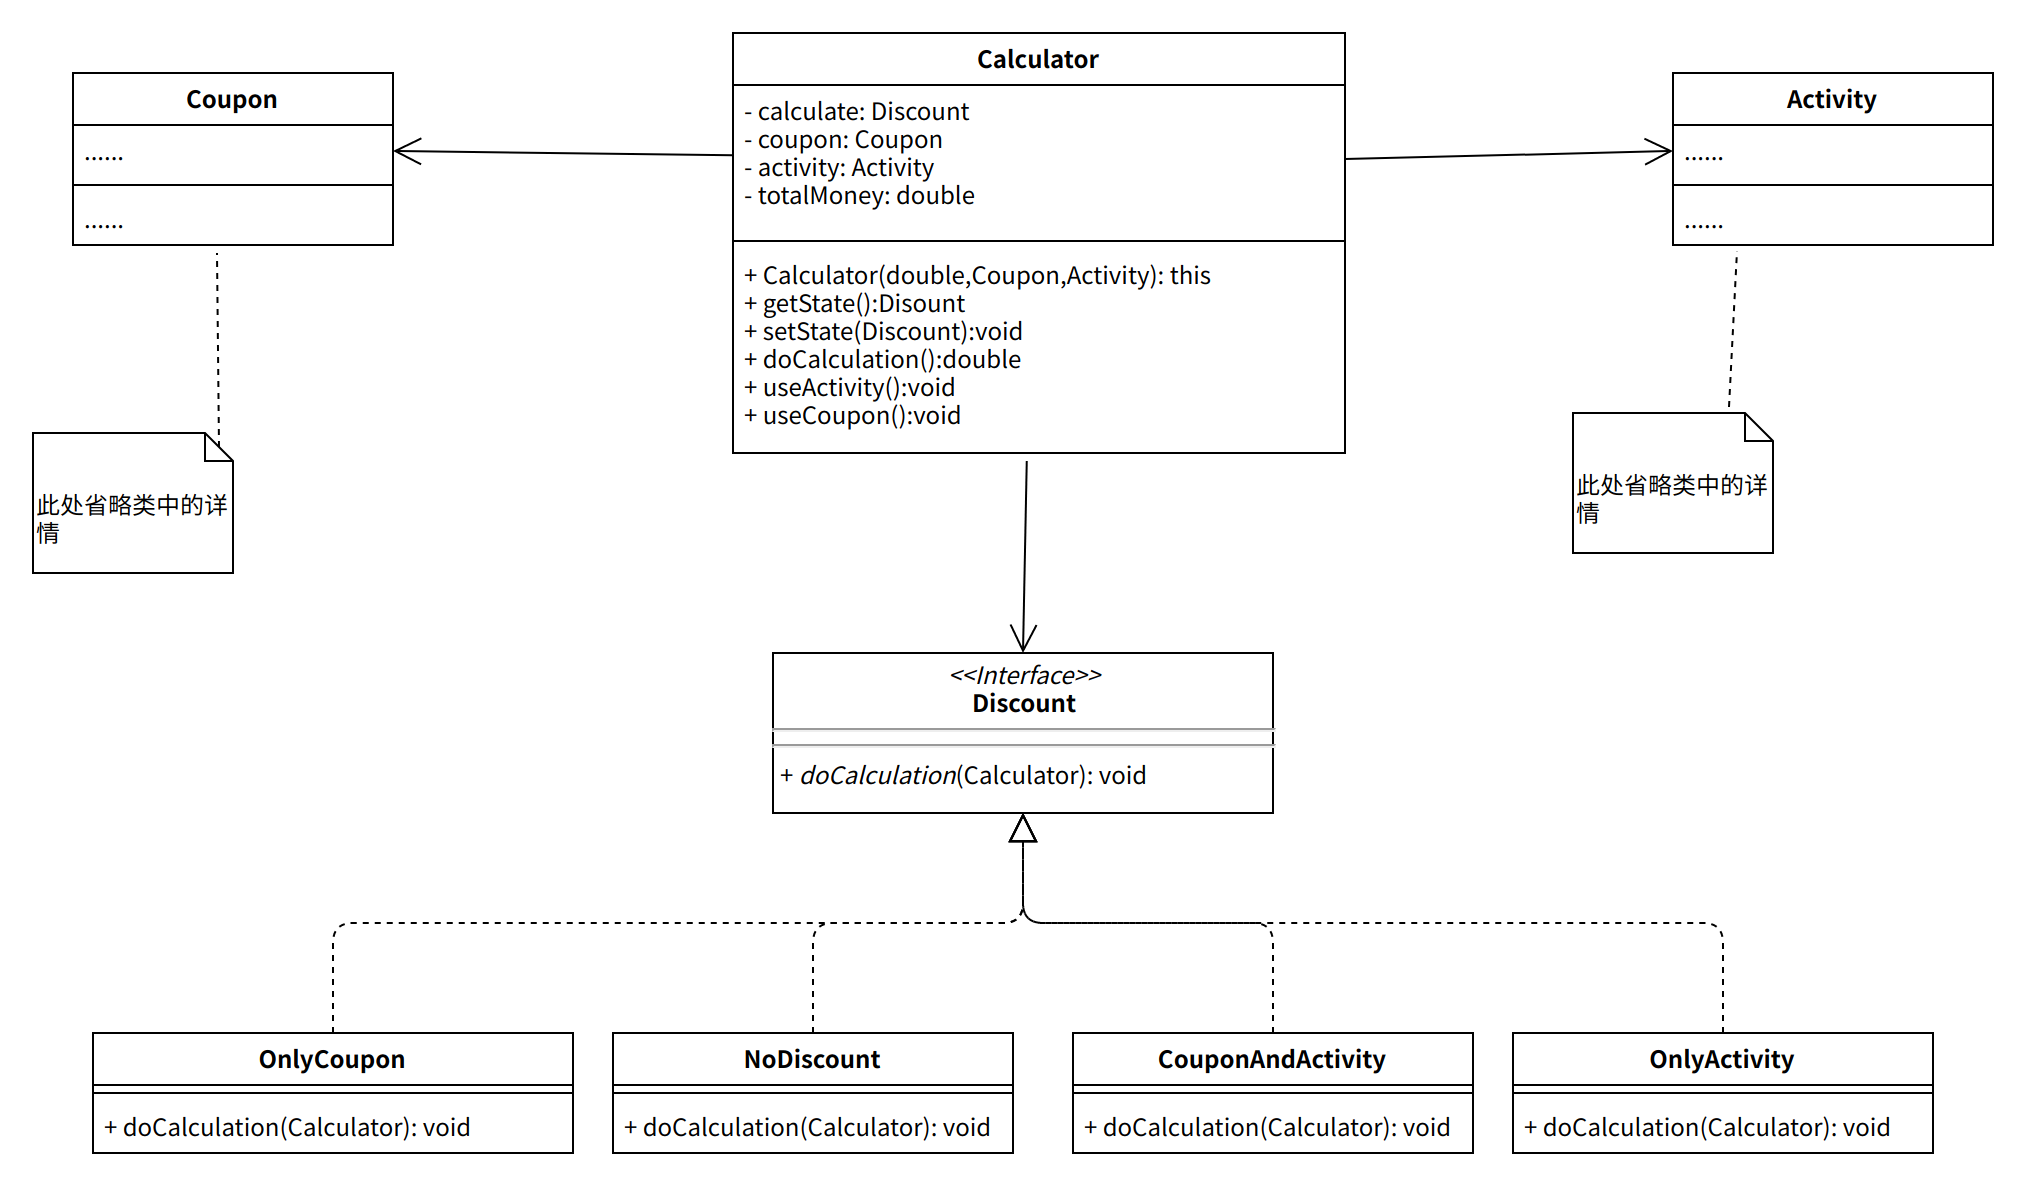 Calculator
- calculate: Discount
- coupon: Coupon
- activity: Activity
- totalMoney: double
+ Calculator(double,Coupon,Activity): this
+ getState():Disount
+ setState(Discount):void
+ doCalculation():double
+ useActivity():void
+ useCoupon():void
Coupon
......
......
Activity
......
......
此处省略类中的详
情
此处省略类中的详
情
<<Interface>>
Discount
+ doCalculation(Calculator): void
OnlyCoupon
+ doCalculation(Calculator): void
NoDiscount
+ doCalculation(Calculator): void
CouponAndActivity
+ doCalculation(Calculator): void
OnlyActivity
+ doCalculation(Calculator): void